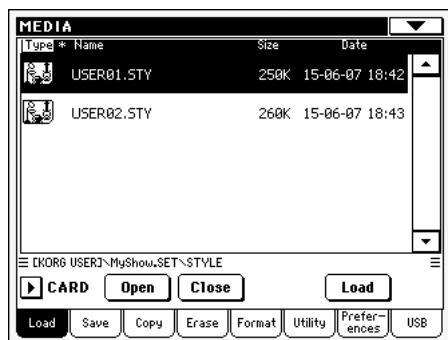 MEDIA
Type * Name Size Date
USER01.STY 250K 15-06-07 18:42
USER02.STY 260K 15-06-07 18:43
[KORG USER]\MyShow.SET\STYLE
CARD Open Close Load
Load Save Copy Erase Format Utility Prefer-
ences USB